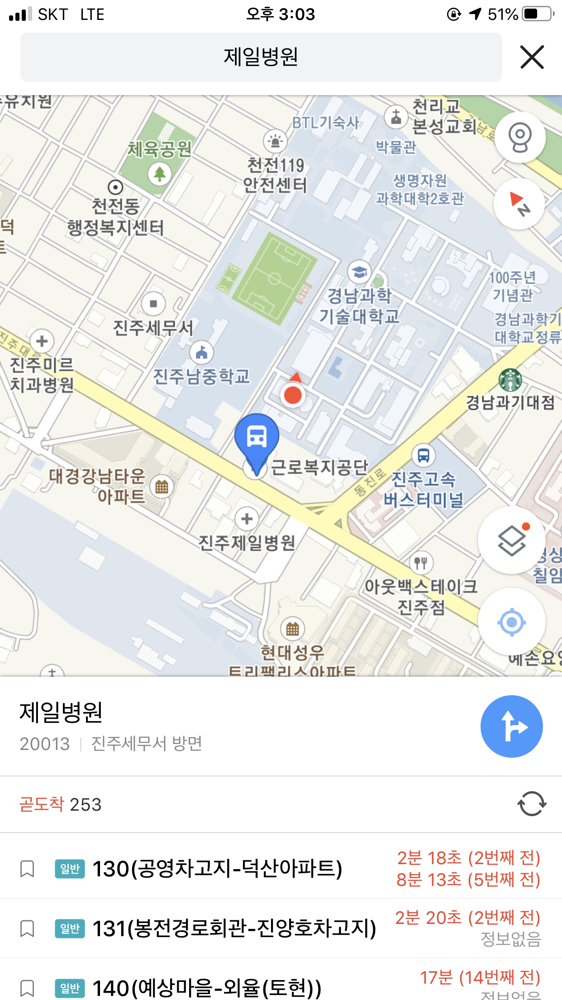 SKT LTE
오후 3:03
51%
제일병원
유치원
BTL기숙사
천리교
본성교회
박물관
체육공원
천전119
안전센터
생명자원
과학대학2호관
N
천전동
행정복지센터
덕
100주년
기념관
경남과학
기술대학교
경남과학기
대학교정류
진주세무서
진주대로
진주미르
치과병원
진주남중학교
경남과기대점
근로복지공단
동진로
진주고속
버스터미널
대경강남타운
아파트
진주제일병원
칠암
아웃백스테이크
진주점
현대성우
트리팰리스아파트
예손요양
제일병원
20013 | 진주세무서 방면
곧도착 253
일반 130(공영차고지-덕산아파트)
2분 18초 (2번째 전)
8분 13초 (5번째 전)
일반 131(봉전경로회관-진양호차고지)
2분 20초 (2번째 전)
정보없음
일반 140(예상마을-외율(토현))
17분 (14번째 전)
정보없음